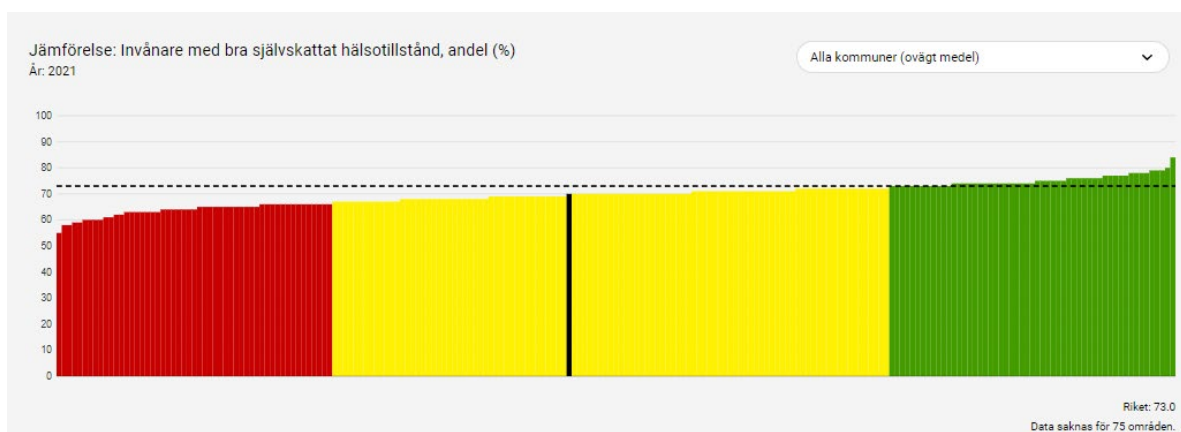 Jämförelse: Invånare med bra självskattat hälsotillstånd, andel (%)
År: 2021
Alla kommuner (ovägt medel)
100
90
80
70
60
50
40
30
20
10
0
Riket: 73.0
Data saknas för 75 områden.